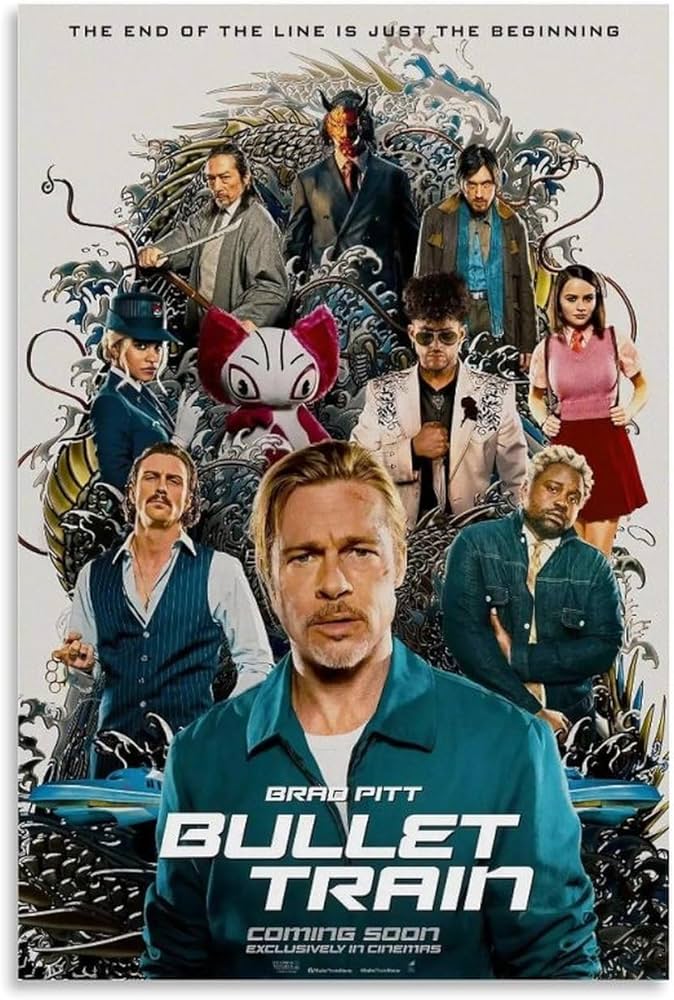 THE END OF THE LINE IS JUST THE BEGINNING
BRAD PITT
BULLET
TRAIN
COMING SOON
EXCLUSIVELY IN CINEMAS